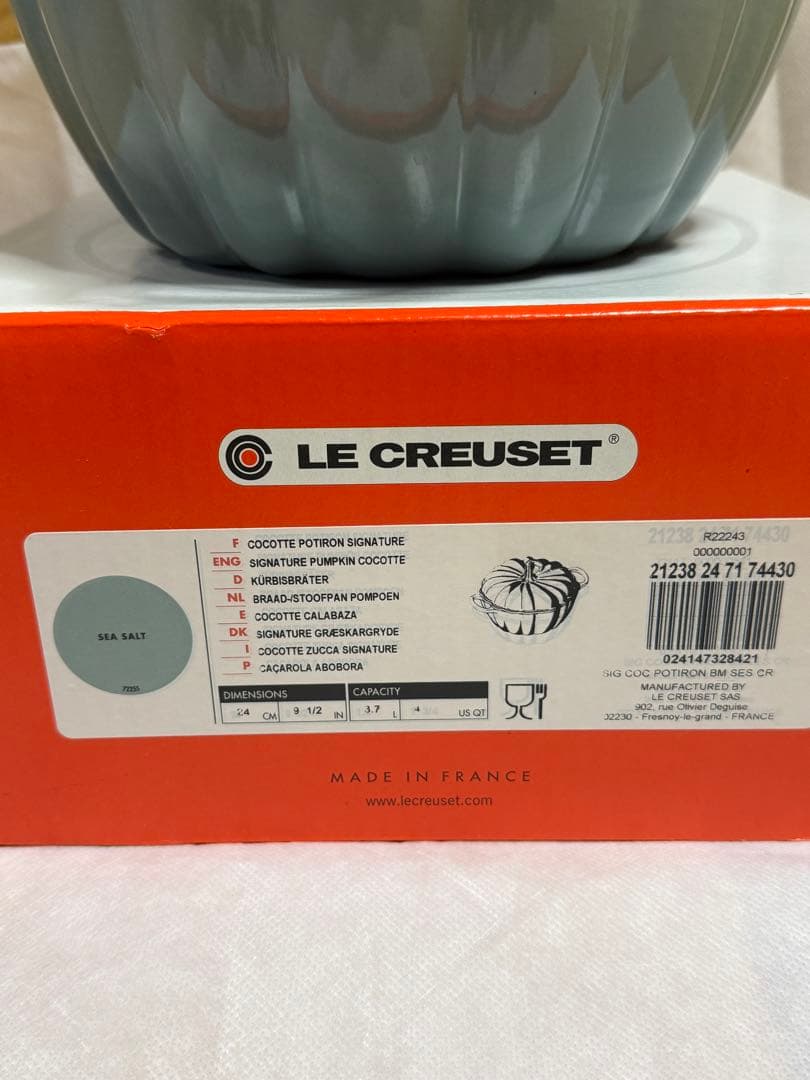 LE CREUSET®
SEA SALT
72255
F COCOTTE POTIRON SIGNATURE
ENG SIGNATURE PUMPKIN COCOTTE
D KÜRBISBRÄTER
NL BRAAD-/STOOFPAN POMPOEN
E COCOTTE CALABAZA
DK SIGNATURE GRÆSKARGRYDE
I COCOTTE ZUCCA SIGNATURE
P CAÇAROLA ABOBORA
DIMENSIONS
24 CM 9 1/2 IN
CAPACITY
3.7 L 4 US QT
R22243
000000001
21238 24 71 74430
024147328421
SIG COC POTIRON BM SES CR
MANUFACTURED BY
LE CREUSET SAS
902, rue Olivier Deguise
02230 - Fresnoy-le-grand - FRANCE
MADE IN FRANCE
www.lecreuset.com